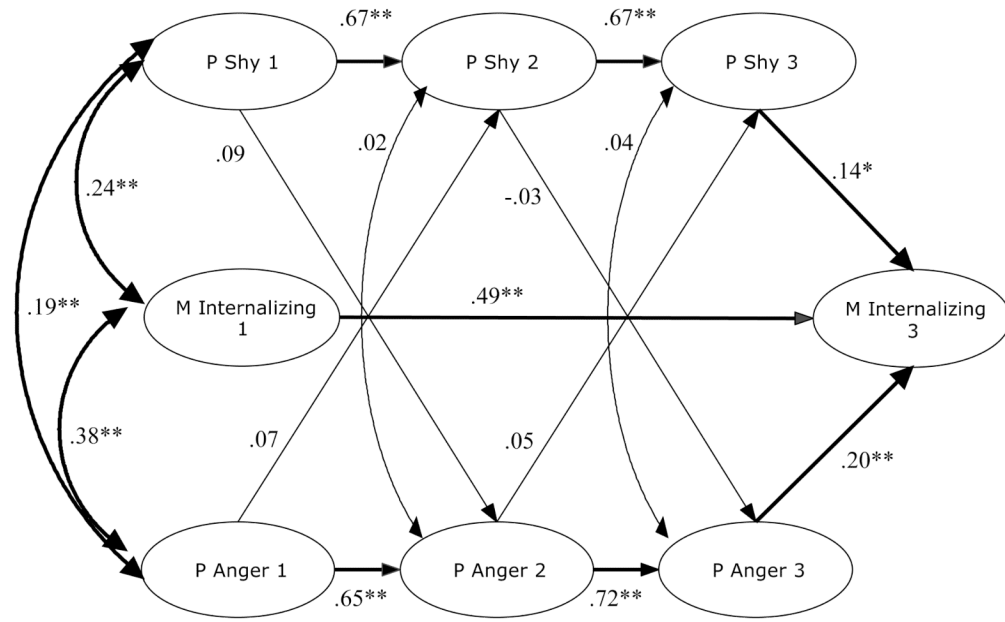 .67**
.67**
P Shy 1
P Shy 2
P Shy 3
.09
.02
.04
.24**
-.03
.14*
.19**
M Internalizing
1
.49**
M Internalizing
3
.38**
.07
.05
.20**
P Anger 1
P Anger 2
P Anger 3
.65**
.72**